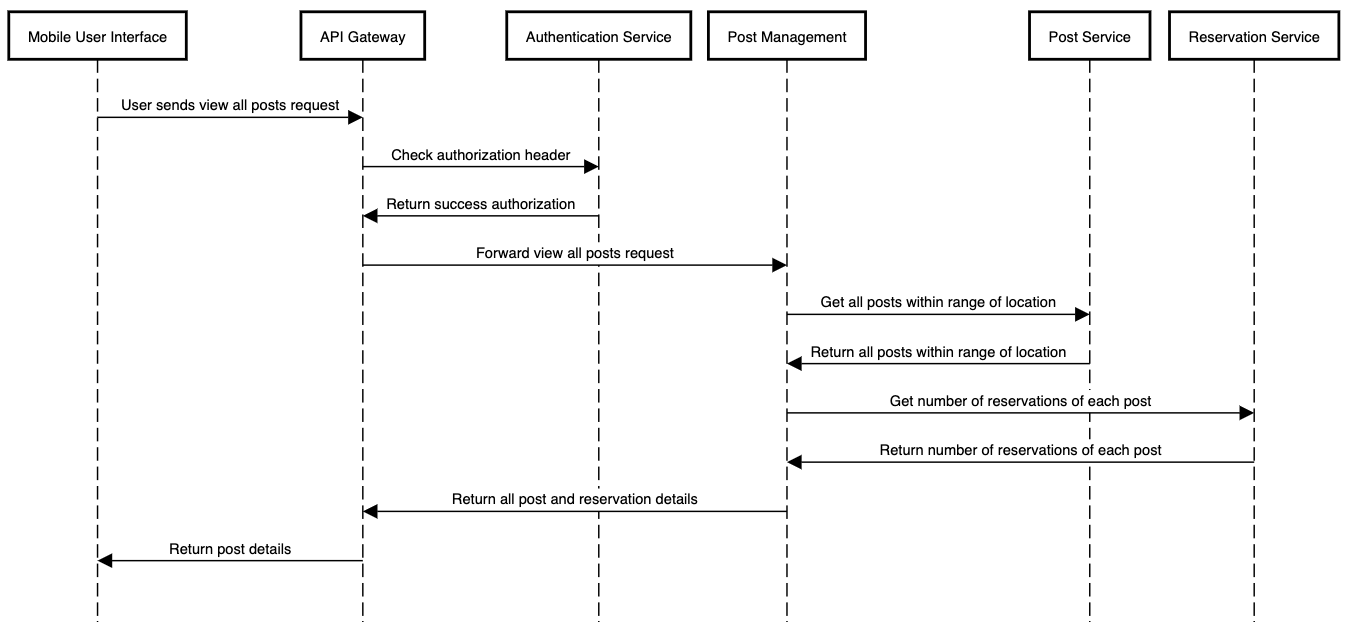 Mobile User Interface
API Gateway
Authentication Service
Post Management
Post Service
Reservation Service
User sends view all posts request
Check authorization header
Return success authorization
Forward view all posts request
Get all posts within range of location
Return all posts within range of location
Get number of reservations of each post
Return number of reservations of each post
Return all post and reservation details
Return post details